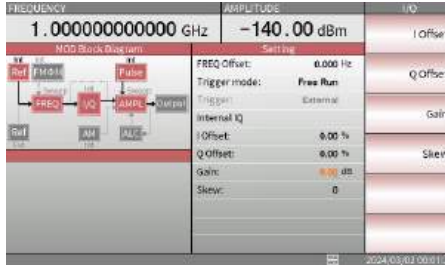 FREQUENCY
AMPLITUDE
I/Q
1.000000000000 GHz
-140.00 dBm
I Offse
MOD Block Diagram
Setting
Ref
Pulse
FREQ Offset: 0.000 Hz
Trigger mode: Free Run
Q Offse
FREQ
I/Q
AMPL
Output
Trigger: External
Internal IQ
Gain
Ref
AM
ALC
I Offset: 0.00 %
Q Offset: 0.00 %
Gain: 0.00 dB
Skew
Skew: 0
2024/03/03 00:01